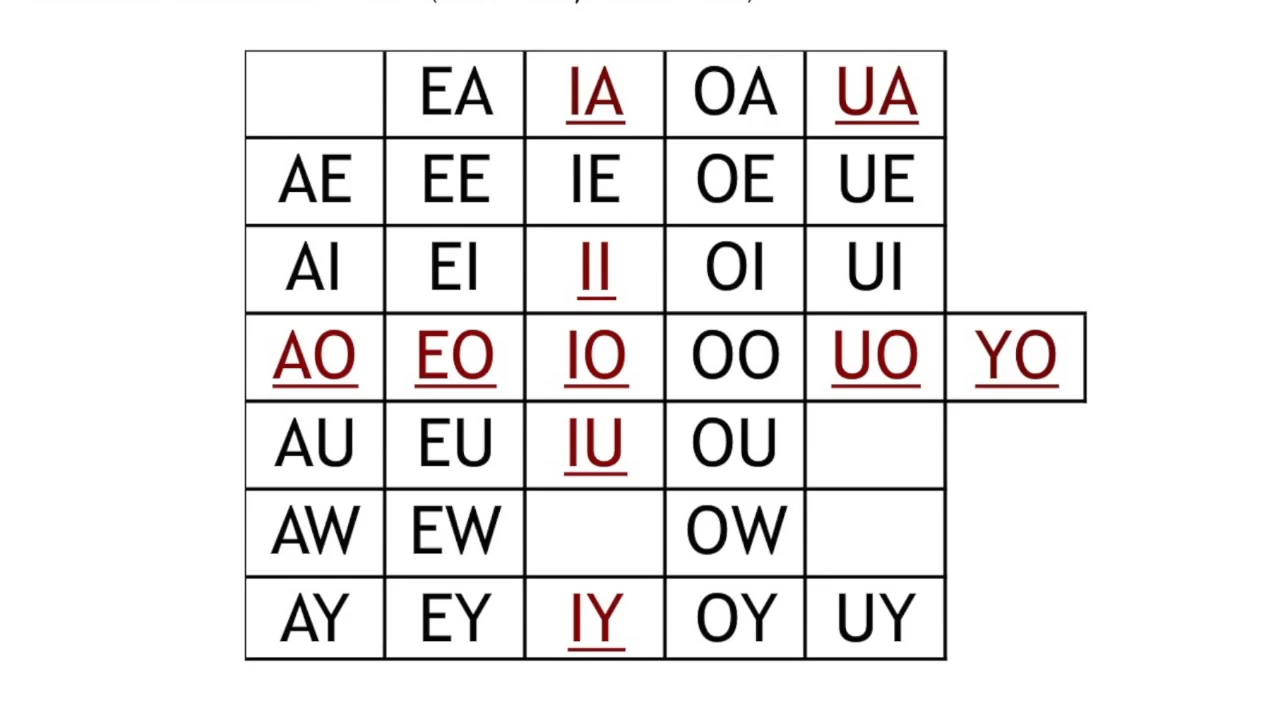 EA IA OA UA
AE EE IE OE UE
AI EI II OI UI
AO EO IO OO UO YO
AU EU IU OU
AW EW OW
AY EY IY OY UY